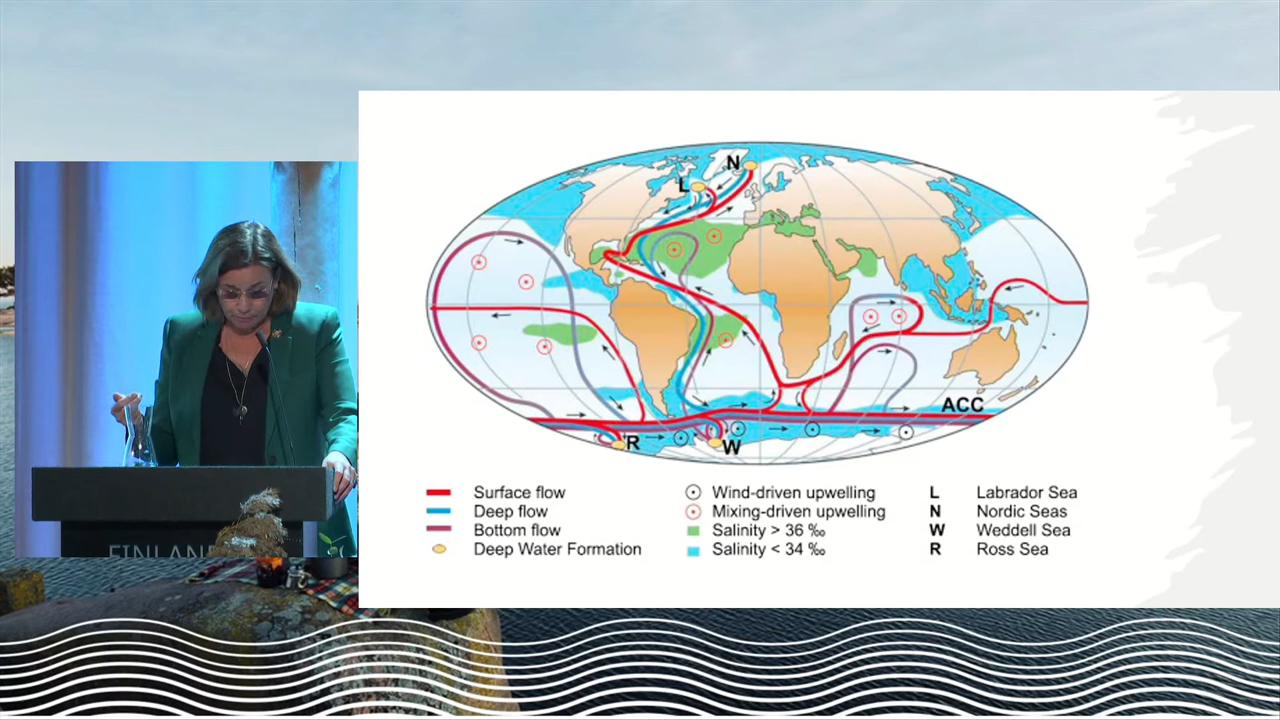 N
L
ACC
R
W
Surface flow
Deep flow
Bottom flow
Deep Water Formation
Wind-driven upwelling
Mixing-driven upwelling
Salinity > 36 ‰
Salinity < 34 ‰
L Labrador Sea
N Nordic Seas
W Weddell Sea
R Ross Sea